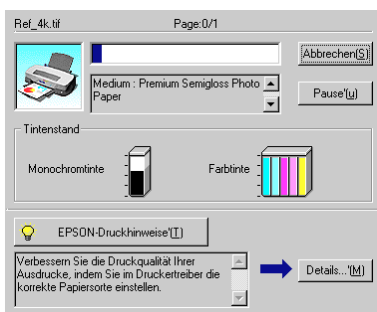 Ref_4k.tif Page:0/1
Abbrechen(S)
Medium : Premium Semigloss Photo
Paper
Pause'(u)
Tintenstand
Monochromtinte Farbtinte
EPSON-Druckhinweise'(T)
Verbessern Sie die Druckqualität Ihrer
Ausdrucke, indem Sie im Druckertreiber die
korrekte Papiersorte einstellen.
Details...'(M)